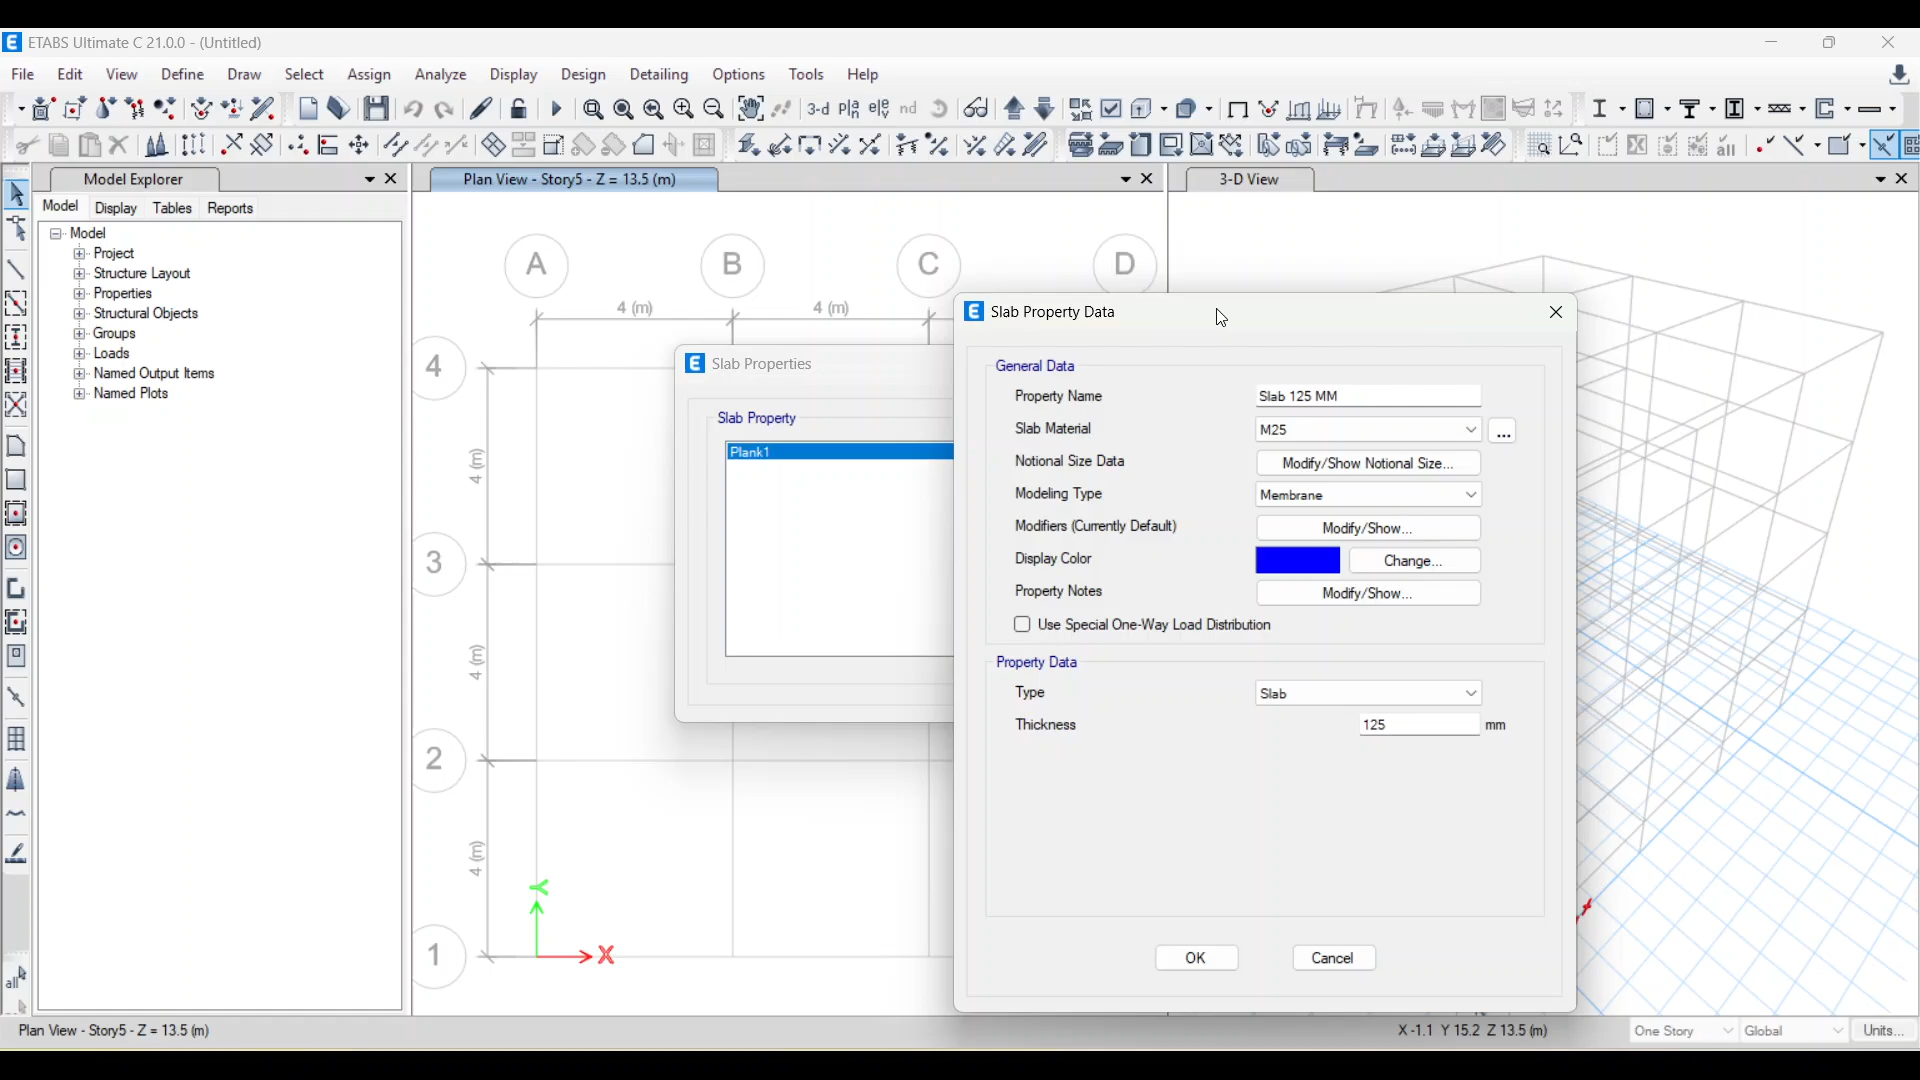 E ETABS Ultimate C 21.0.0 - (Untitled)
File Edit View Define Draw Select Assign Analyze Display Design Detailing Options Tools Help
3-d pla ele nd
all
Model Explorer
Plan View - Story5 - Z = 13.5 (m)
3-D View
Model Display Tables Reports
Model
Project
Structure Layout
Properties
Structural Objects
Groups
Loads
Named Output Items
Named Plots
A B C D
4 (m) 4 (m)
4
4 (m)
3
4 (m)
2
4 (m)
1
Y
X
E Slab Properties
Slab Property
Plank1
E Slab Property Data
General Data
Property Name Slab 125 MM
Slab Material M25 ...
Notional Size Data Modify/Show Notional Size...
Modeling Type Membrane
Modifiers (Currently Default) Modify/Show...
Display Color Change...
Property Notes Modify/Show...
Use Special One-Way Load Distribution
Property Data
Type Slab
Thickness 125 mm
OK Cancel
all
Plan View - Story5 - Z = 13.5 (m)
X -1.1 Y 15.2 Z 13.5 (m)
One Story Global Units...